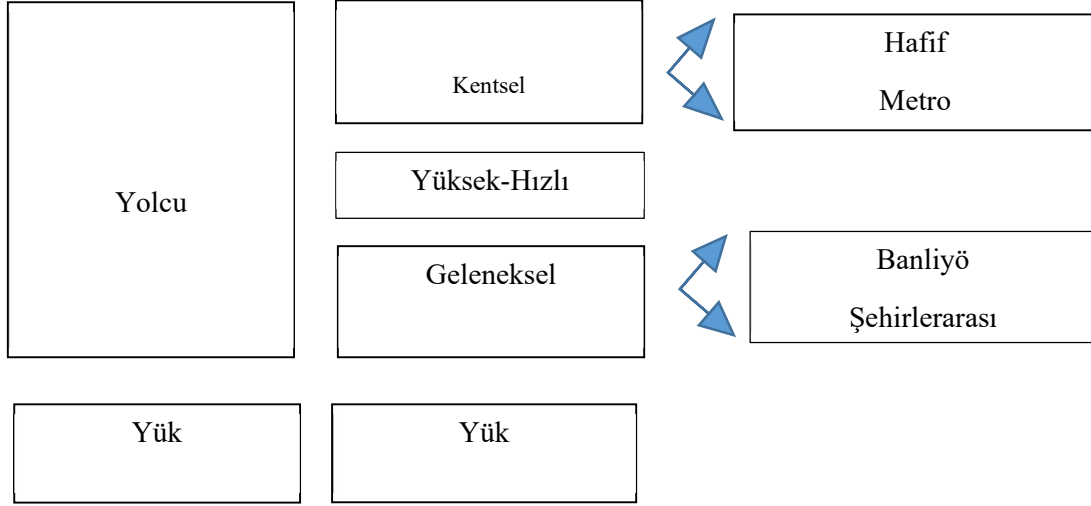 Yolcu
Kentsel
Hafif
Metro
Yüksek-Hızlı
Geleneksel
Banliyö
Şehirlerarası
Yük
Yük